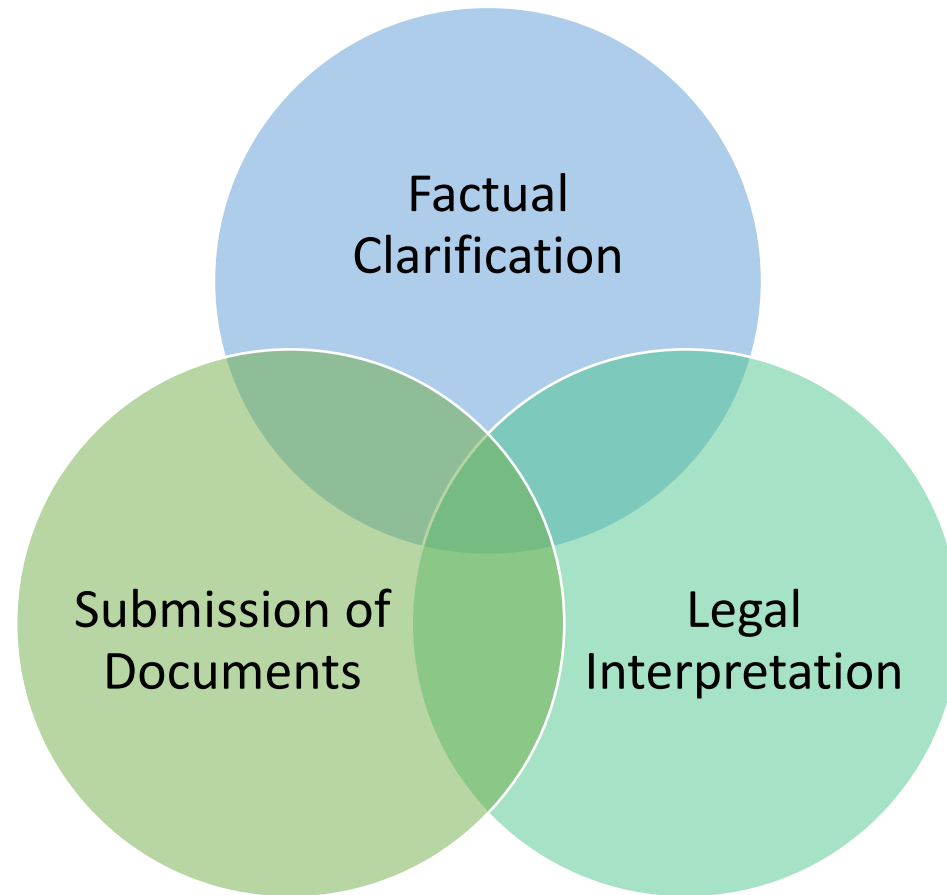 Factual
Clarification
Submission of
Documents
Legal
Interpretation